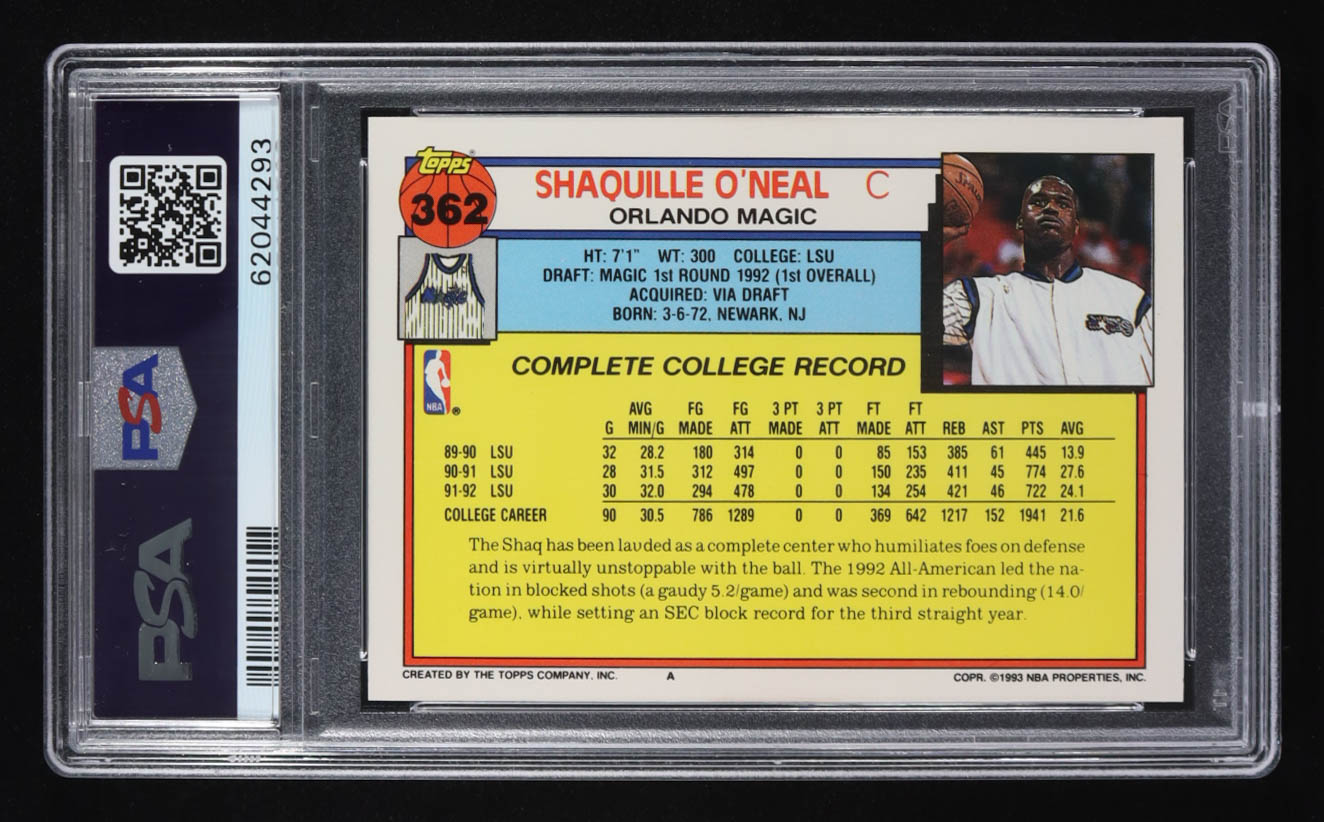 62044293
PSA
PSA
PSA
Topps
362
SHAQUILLE O'NEAL C
ORLANDO MAGIC
HT: 7'1" WT: 300 COLLEGE: LSU
DRAFT: MAGIC 1st ROUND 1992 (1st OVERALL)
ACQUIRED: VIA DRAFT
BORN: 3-6-72, NEWARK, NJ
Magic
NBA ®
COMPLETE COLLEGE RECORD
AVG FG FG 3 PT 3 PT FT FT
G MIN/G MADE ATT MADE ATT MADE ATT REB AST PTS AVG
89-90 LSU 32 28.2 180 314 0 0 85 153 385 61 445 13.9
90-91 LSU 28 31.5 312 497 0 0 150 235 411 45 774 27.6
91-92 LSU 30 32.0 294 478 0 0 134 254 421 46 722 24.1
COLLEGE CAREER 90 30.5 786 1289 0 0 369 642 1217 152 1941 21.6
The Shaq has been lauded as a complete center who humiliates foes on defense
and is virtually unstoppable with the ball. The 1992 All-American led the na-
tion in blocked shots (a gaudy 5.2/game) and was second in rebounding (14.0/
game), while setting an SEC block record for the third straight year.
CREATED BY THE TOPPS COMPANY, INC. A COPR. ©1993 NBA PROPERTIES, INC.